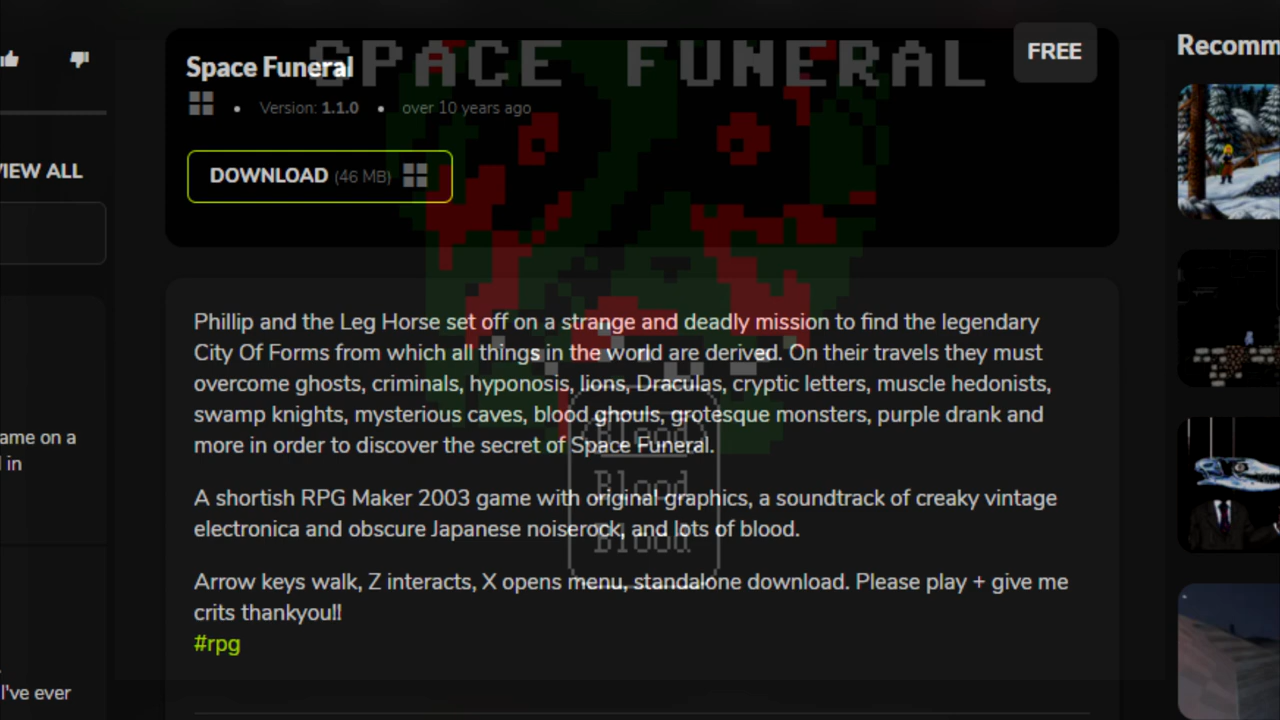 SPACE FUNERAL
FREE
Recomm
Space Funeral
Version: 1.1.0 • over 10 years ago
VIEW ALL
DOWNLOAD (46 MB)
Phillip and the Leg Horse set off on a strange and deadly mission to find the legendary
City Of Forms from which all things in the world are derived. On their travels they must
overcome ghosts, criminals, hyponosis, lions, Draculas, cryptic letters, muscle hedonists,
swamp knights, mysterious caves, blood ghouls, grotesque monsters, purple drank and
more in order to discover the secret of Space Funeral.
Blood
Blood
Blood
ame on a
in
A shortish RPG Maker 2003 game with original graphics, a soundtrack of creaky vintage
electronica and obscure Japanese noiserock, and lots of blood.
Arrow keys walk, Z interacts, X opens menu, standalone download. Please play + give me
crits thankyou!!
#rpg
I've ever